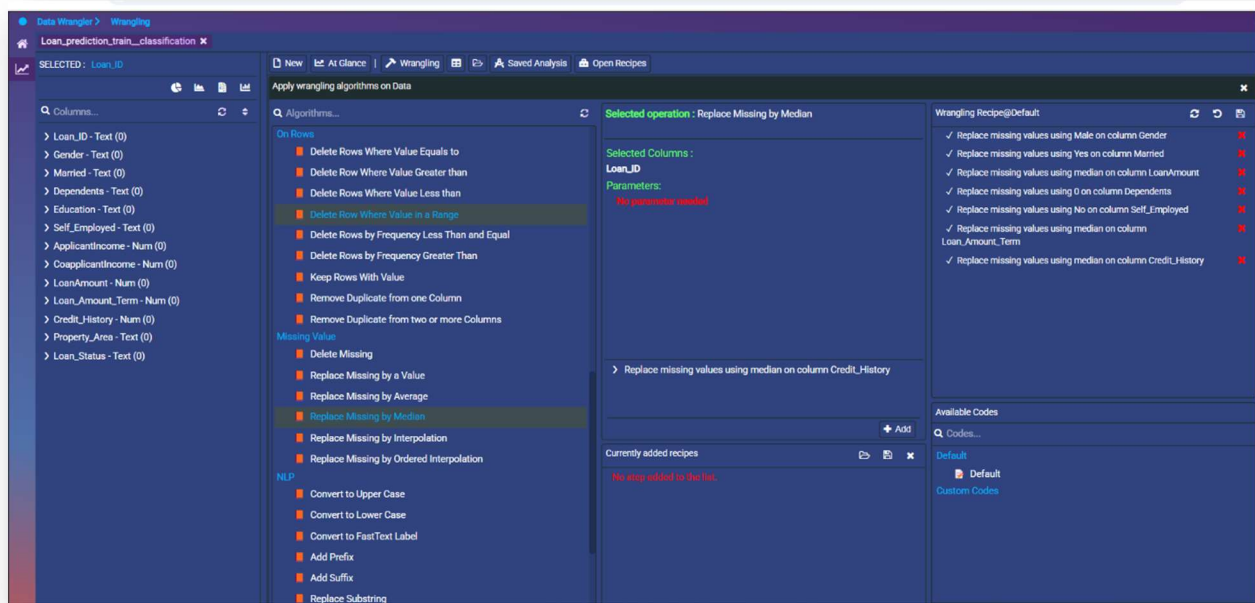 Data Wrangler > Wrangling
Loan_prediction_train__classification ×
SELECTED : Loan_ID
Columns...
> Loan_ID - Text (0)
> Gender - Text (0)
> Married - Text (0)
> Dependents - Text (0)
> Education - Text (0)
> Self_Employed - Text (0)
> ApplicantIncome - Num (0)
> CoapplicantIncome - Num (0)
> LoanAmount - Num (0)
> Loan_Amount_Term - Num (0)
> Credit_History - Num (0)
> Property_Area - Text (0)
> Loan_Status - Text (0)
New At Glance | Wrangling Saved Analysis Open Recipes
Apply wrangling algorithms on Data
Algorithms...
On Rows
Delete Rows Where Value Equals to
Delete Row Where Value Greater than
Delete Rows Where Value Less than
Delete Row Where Value in a Range
Delete Rows by Frequency Less Than and Equal
Delete Rows by Frequency Greater Than
Keep Rows With Value
Remove Duplicate from one Column
Remove Duplicate from two or more Columns
Missing Value
Delete Missing
Replace Missing by a Value
Replace Missing by Average
Replace Missing by Median
Replace Missing by Interpolation
Replace Missing by Ordered Interpolation
NLP
Convert to Upper Case
Convert to Lower Case
Convert to FastText Label
Add Prefix
Add Suffix
Replace Substring
Selected operation : Replace Missing by Median
Selected Columns :
Loan_ID
Parameters:
No parameter needed
> Replace missing values using median on column Credit_History
+ Add
Currently added recipes
No step added to the list.
Wrangling Recipe@Default
✓ Replace missing values using Male on column Gender
✓ Replace missing values using Yes on column Married
✓ Replace missing values using median on column LoanAmount
✓ Replace missing values using 0 on column Dependents
✓ Replace missing values using No on column Self_Employed
✓ Replace missing values using median on column
Loan_Amount_Term
✓ Replace missing values using median on column Credit_History
Available Codes
Codes...
Default
Default
Custom Codes